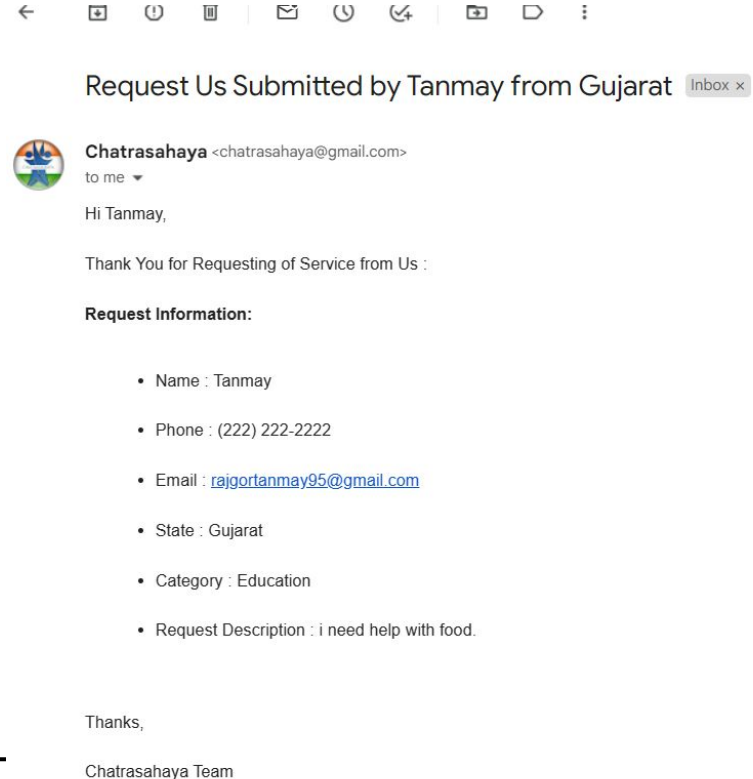 Request Us Submitted by Tanmay from Gujarat Inbox ×
Chatrasahaya <chatrasahaya@gmail.com>
to me
Hi Tanmay,
Thank You for Requesting of Service from Us :
Request Information:
• Name : Tanmay
• Phone : (222) 222-2222
• Email : rajgortanmay95@gmail.com
• State : Gujarat
• Category : Education
• Request Description : i need help with food.
Thanks,
Chatrasahaya Team